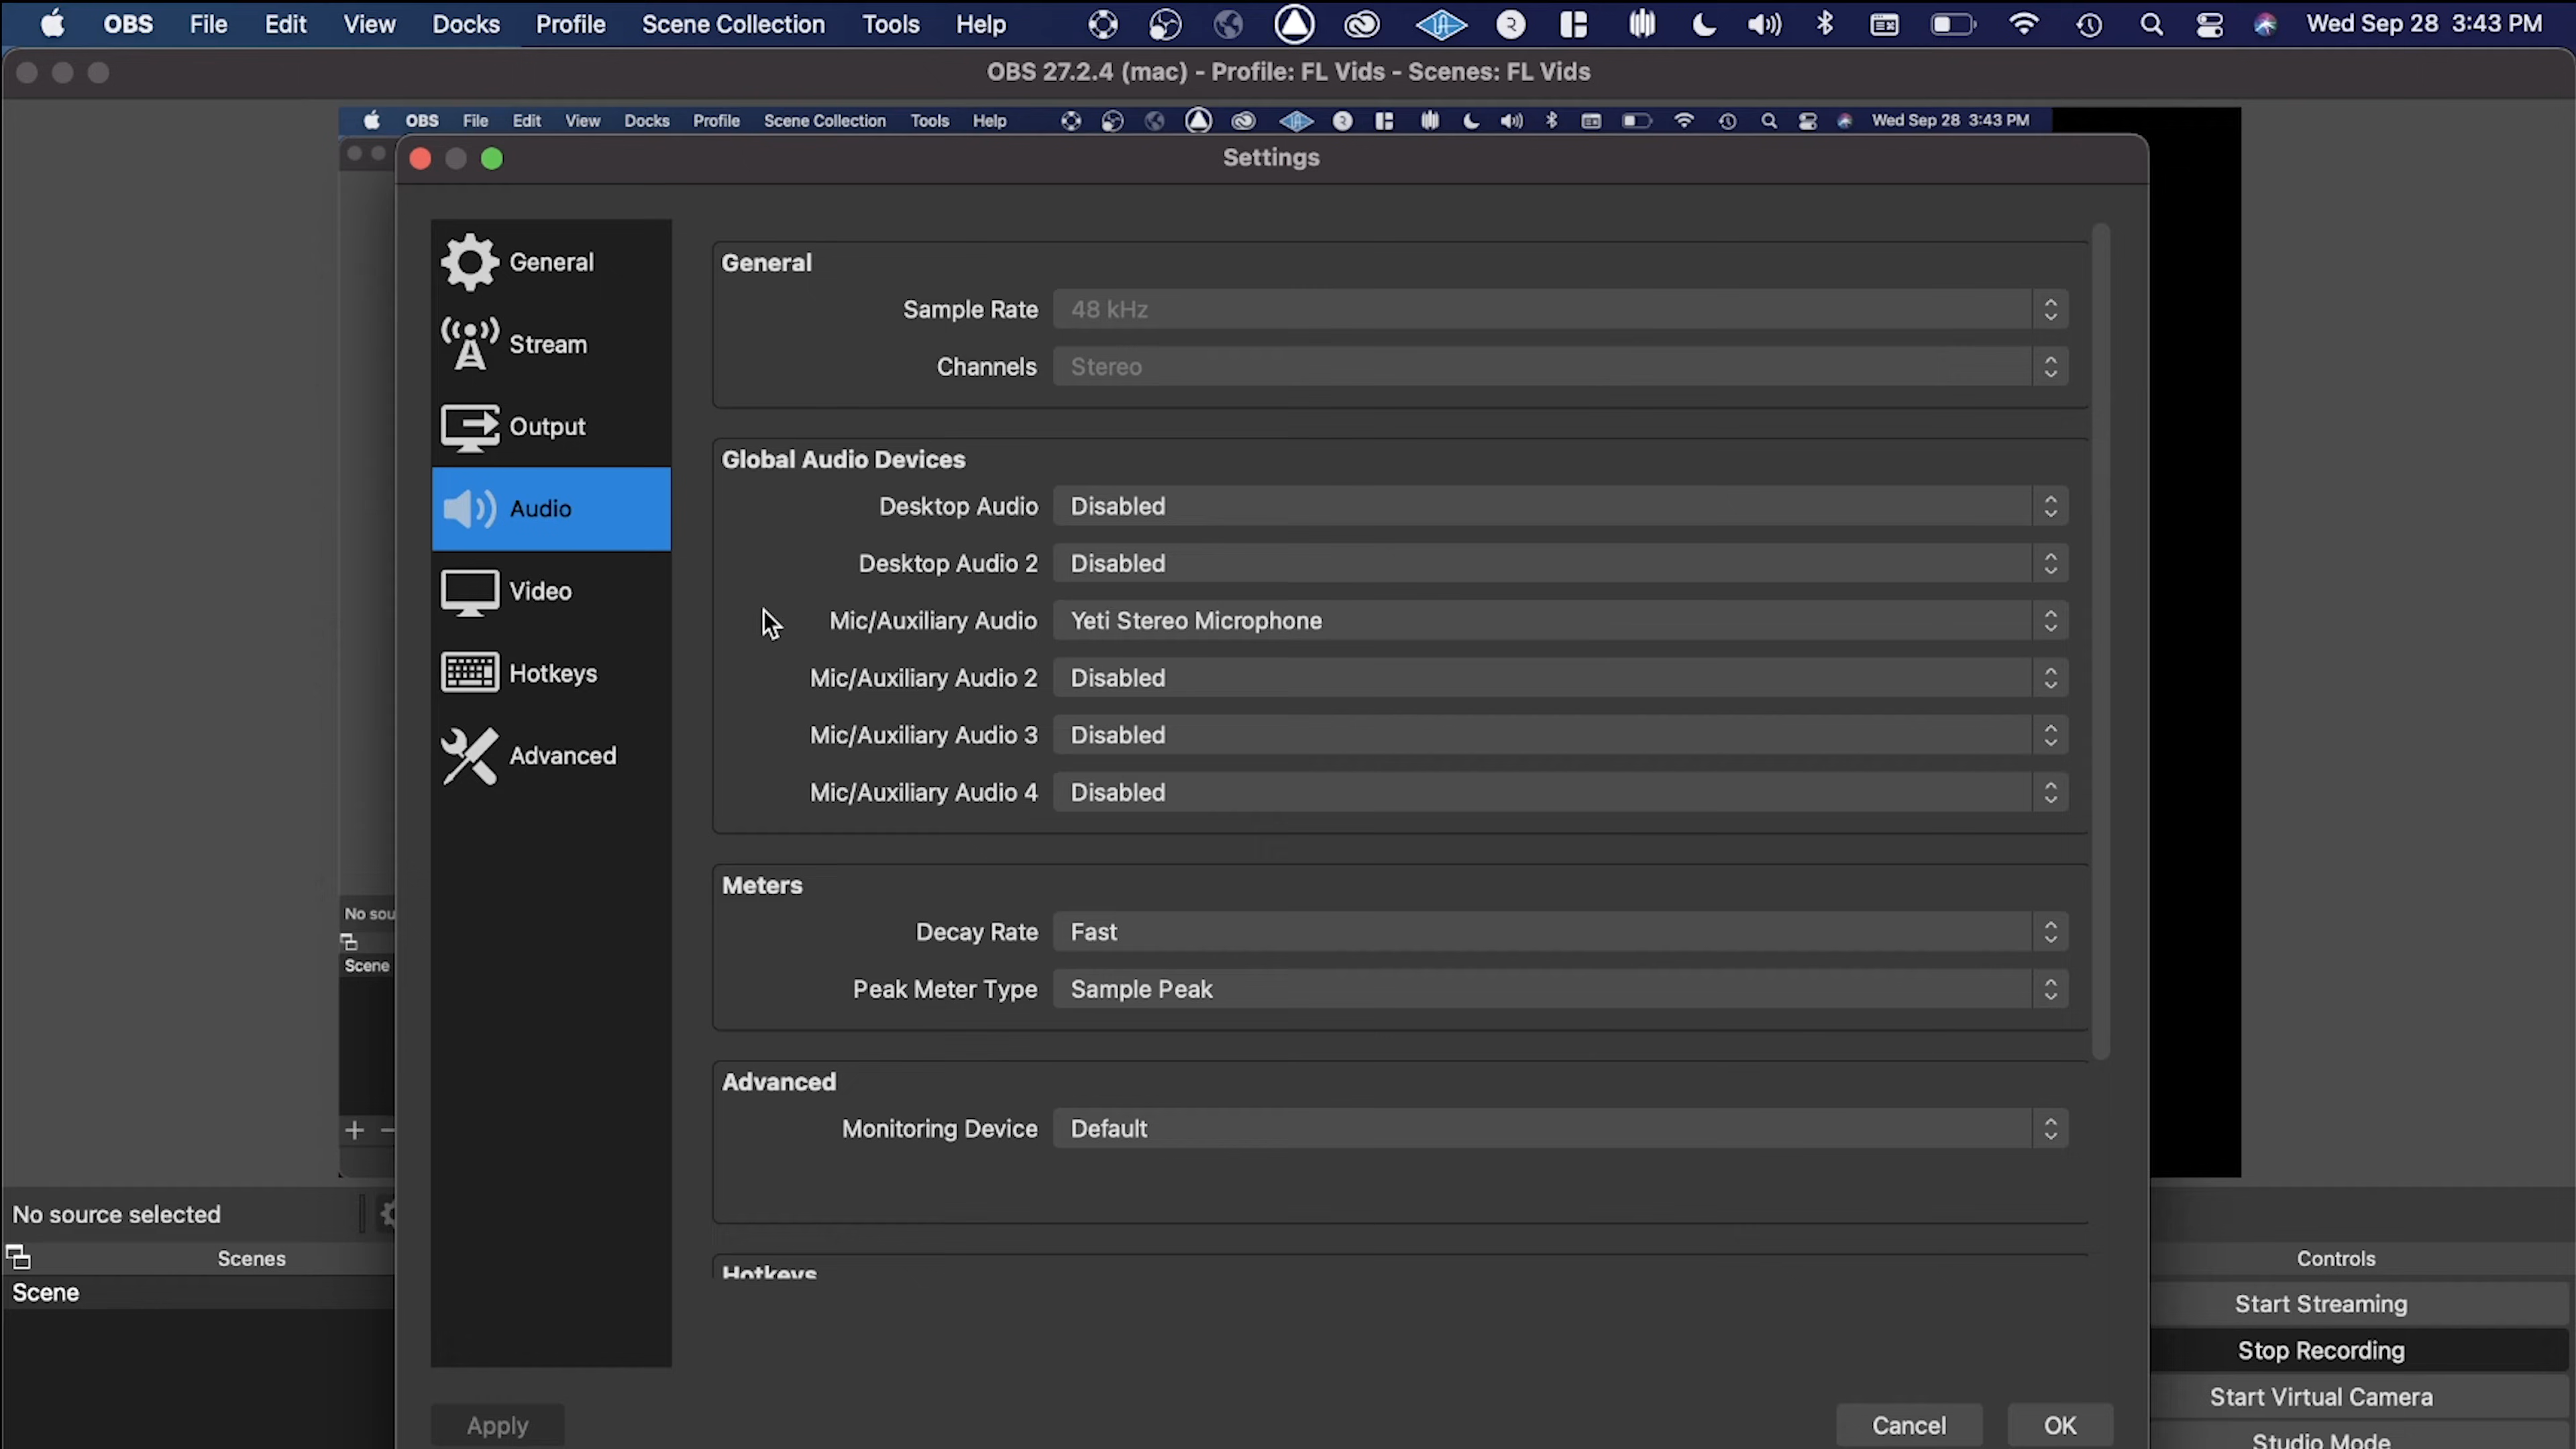 OBS File Edit View Docks Profile Scene Collection Tools Help Wed Sep 28 3:43 PM
OBS 27.2.4 (mac) - Profile: FL Vids - Scenes: FL Vids
OBS File Edit View Docks Profile Scene Collection Tools Help Wed Sep 28 3:43 PM
Settings
General
Stream
Output
Audio
Video
Hotkeys
Advanced
General
Sample Rate 48 kHz
Channels Stereo
Global Audio Devices
Desktop Audio Disabled
Desktop Audio 2 Disabled
Mic/Auxiliary Audio Yeti Stereo Microphone
Mic/Auxiliary Audio 2 Disabled
Mic/Auxiliary Audio 3 Disabled
Mic/Auxiliary Audio 4 Disabled
Meters
Decay Rate Fast
Peak Meter Type Sample Peak
Advanced
Monitoring Device Default
Hotkeys
Apply Cancel OK
No sou
Scene
No source selected
Scenes
Scene
Controls
Start Streaming
Stop Recording
Start Virtual Camera
Studio Mode